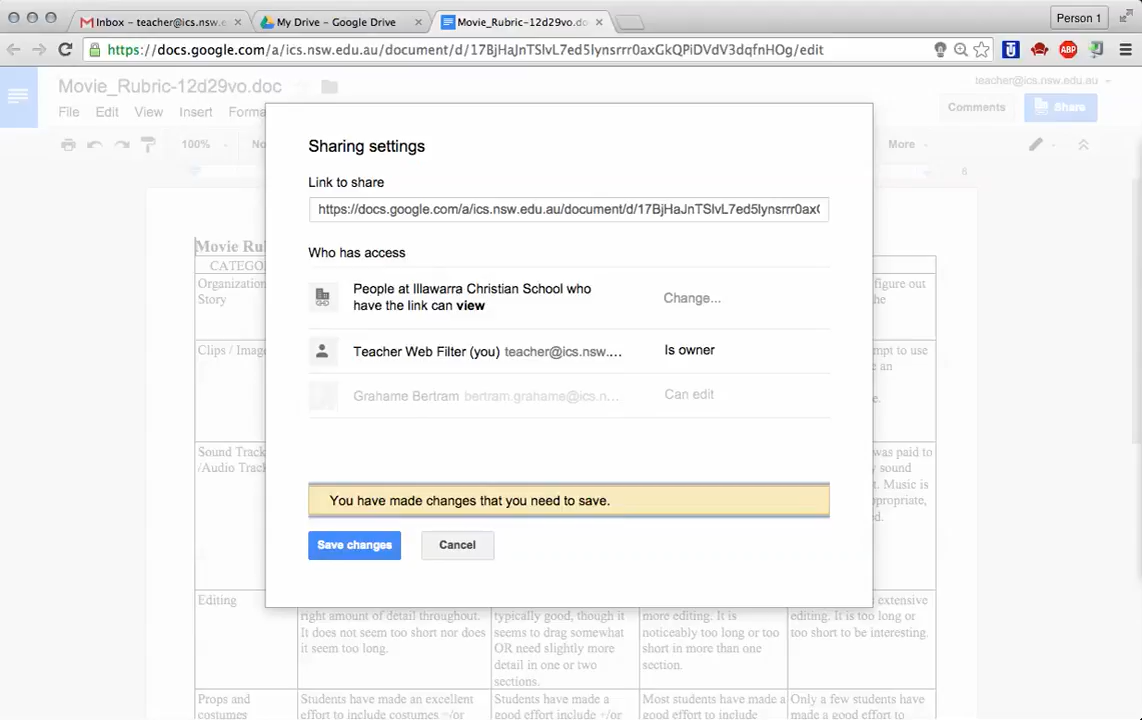 Inbox – teacher@ics.nsw.e
My Drive – Google Drive
Movie_Rubric-12d29vo.do
Person 1
https://docs.google.com/a/ics.nsw.edu.au/document/d/17BjHaJnTSlvL7ed5lynsrrr0axGkQPiDVdV3dqfnHOg/edit
Movie_Rubric-12d29vo.doc
teacher@ics.nsw.edu.au
File Edit View Insert Forma
Comments
Share
100%
No
More
8
Sharing settings
Link to share
https://docs.google.com/a/ics.nsw.edu.au/document/d/17BjHaJnTSlvL7ed5lynsrrr0ax
Who has access
People at Illawarra Christian School who
have the link can view
Change...
Teacher Web Filter (you) teacher@ics.nsw....
Is owner
Grahame Bertram bertram.grahame@ics.n...
Can edit
You have made changes that you need to save.
Save changes
Cancel
Movie Ru
CATEGO
Organization
Story
figure out
the
Clips / Image
mpt to use
e an
e.
Sound Track
/Audio Track
was paid to
sound
t. Music is
propriate,
d.
Editing
right amount of detail throughout.
It does not seem too short nor does
it seem too long.
typically good, though it
seems to drag somewhat
OR need slightly more
detail in one or two
sections.
more editing. It is
noticeably too long or too
short in more than one
section.
s extensive
editing. It is too long or
too short to be interesting.
Props and
costumes
Students have made an excellent
effort to include costumes +/or
Students have made a
good effort include +/or
Most students have made a
good effort to include
Only a few students have
made a good effort to